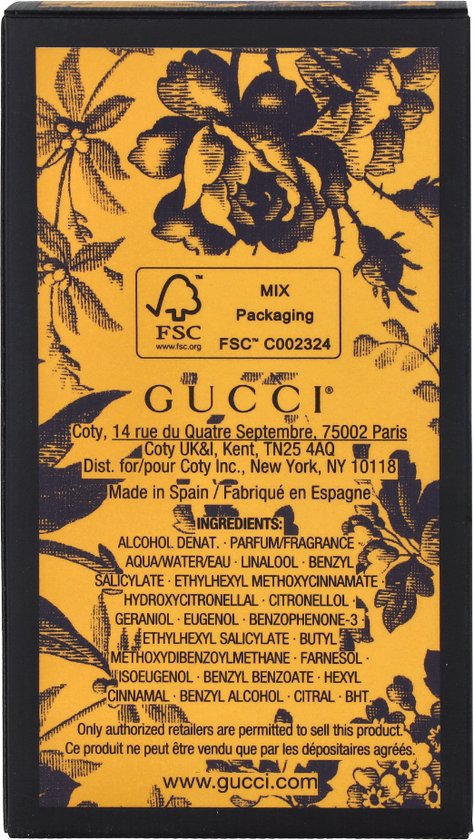 MIX
Packaging
FSC™ C002324
FSC
www.fsc.org
GUCCI®
Coty, 14 rue du Quatre Septembre, 75002 Paris
Coty UK&I, Kent, TN25 4AQ
Dist. for/pour Coty Inc., New York, NY 10118
Made in Spain / Fabriqué en Espagne
INGREDIENTS:
ALCOHOL DENAT. · PARFUM/FRAGRANCE ·
AQUA/WATER/EAU · LINALOOL · BENZYL
SALICYLATE · ETHYLHEXYL METHOXYCINNAMATE ·
HYDROXYCITRONELLAL · CITRONELLOL ·
GERANIOL · EUGENOL · BENZOPHENONE-3 ·
ETHYLHEXYL SALICYLATE · BUTYL
METHOXYDIBENZOYLMETHANE · FARNESOL ·
ISOEUGENOL · BENZYL BENZOATE · HEXYL
CINNAMAL · BENZYL ALCOHOL · CITRAL · BHT
Only authorized retailers are permitted to sell this product.
Ce produit ne peut être vendu que par les dépositaires agréés.
www.gucci.com